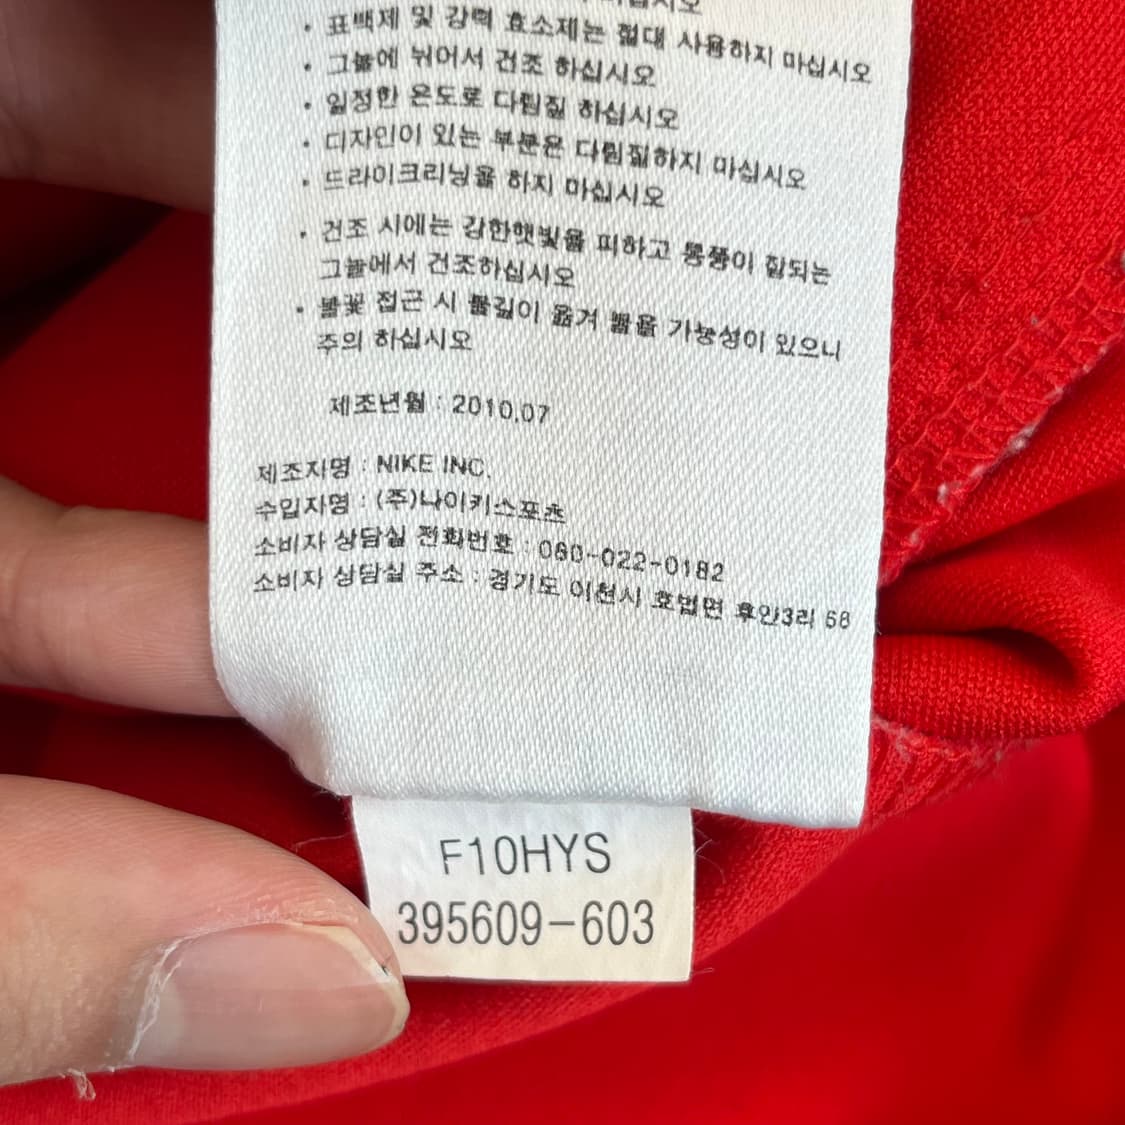 · 표백제 및 강력 효소제는 절대 사용하지 마십시오
· 그늘에 뉘어서 건조 하십시오
· 일정한 온도로 다림질 하십시오
· 디자인이 있는 부분은 다림질하지 마십시오
· 드라이크리닝을 하지 마십시오
· 건조 시에는 강한햇빛을 피하고 통풍이 잘되는
그늘에서 건조하십시오
· 불꽃 접근 시 불길이 옮겨 붙을 가능성이 있으니
주의 하십시오
제조년월 : 2010.07
제조자명 : NIKE INC.
수입자명 : (주)나이키스포츠
소비자 상담실 전화번호 : 080-022-0182
소비자 상담실 주소 : 경기도 이천시 호법면 후안3리 68
F10HYS
395609-603